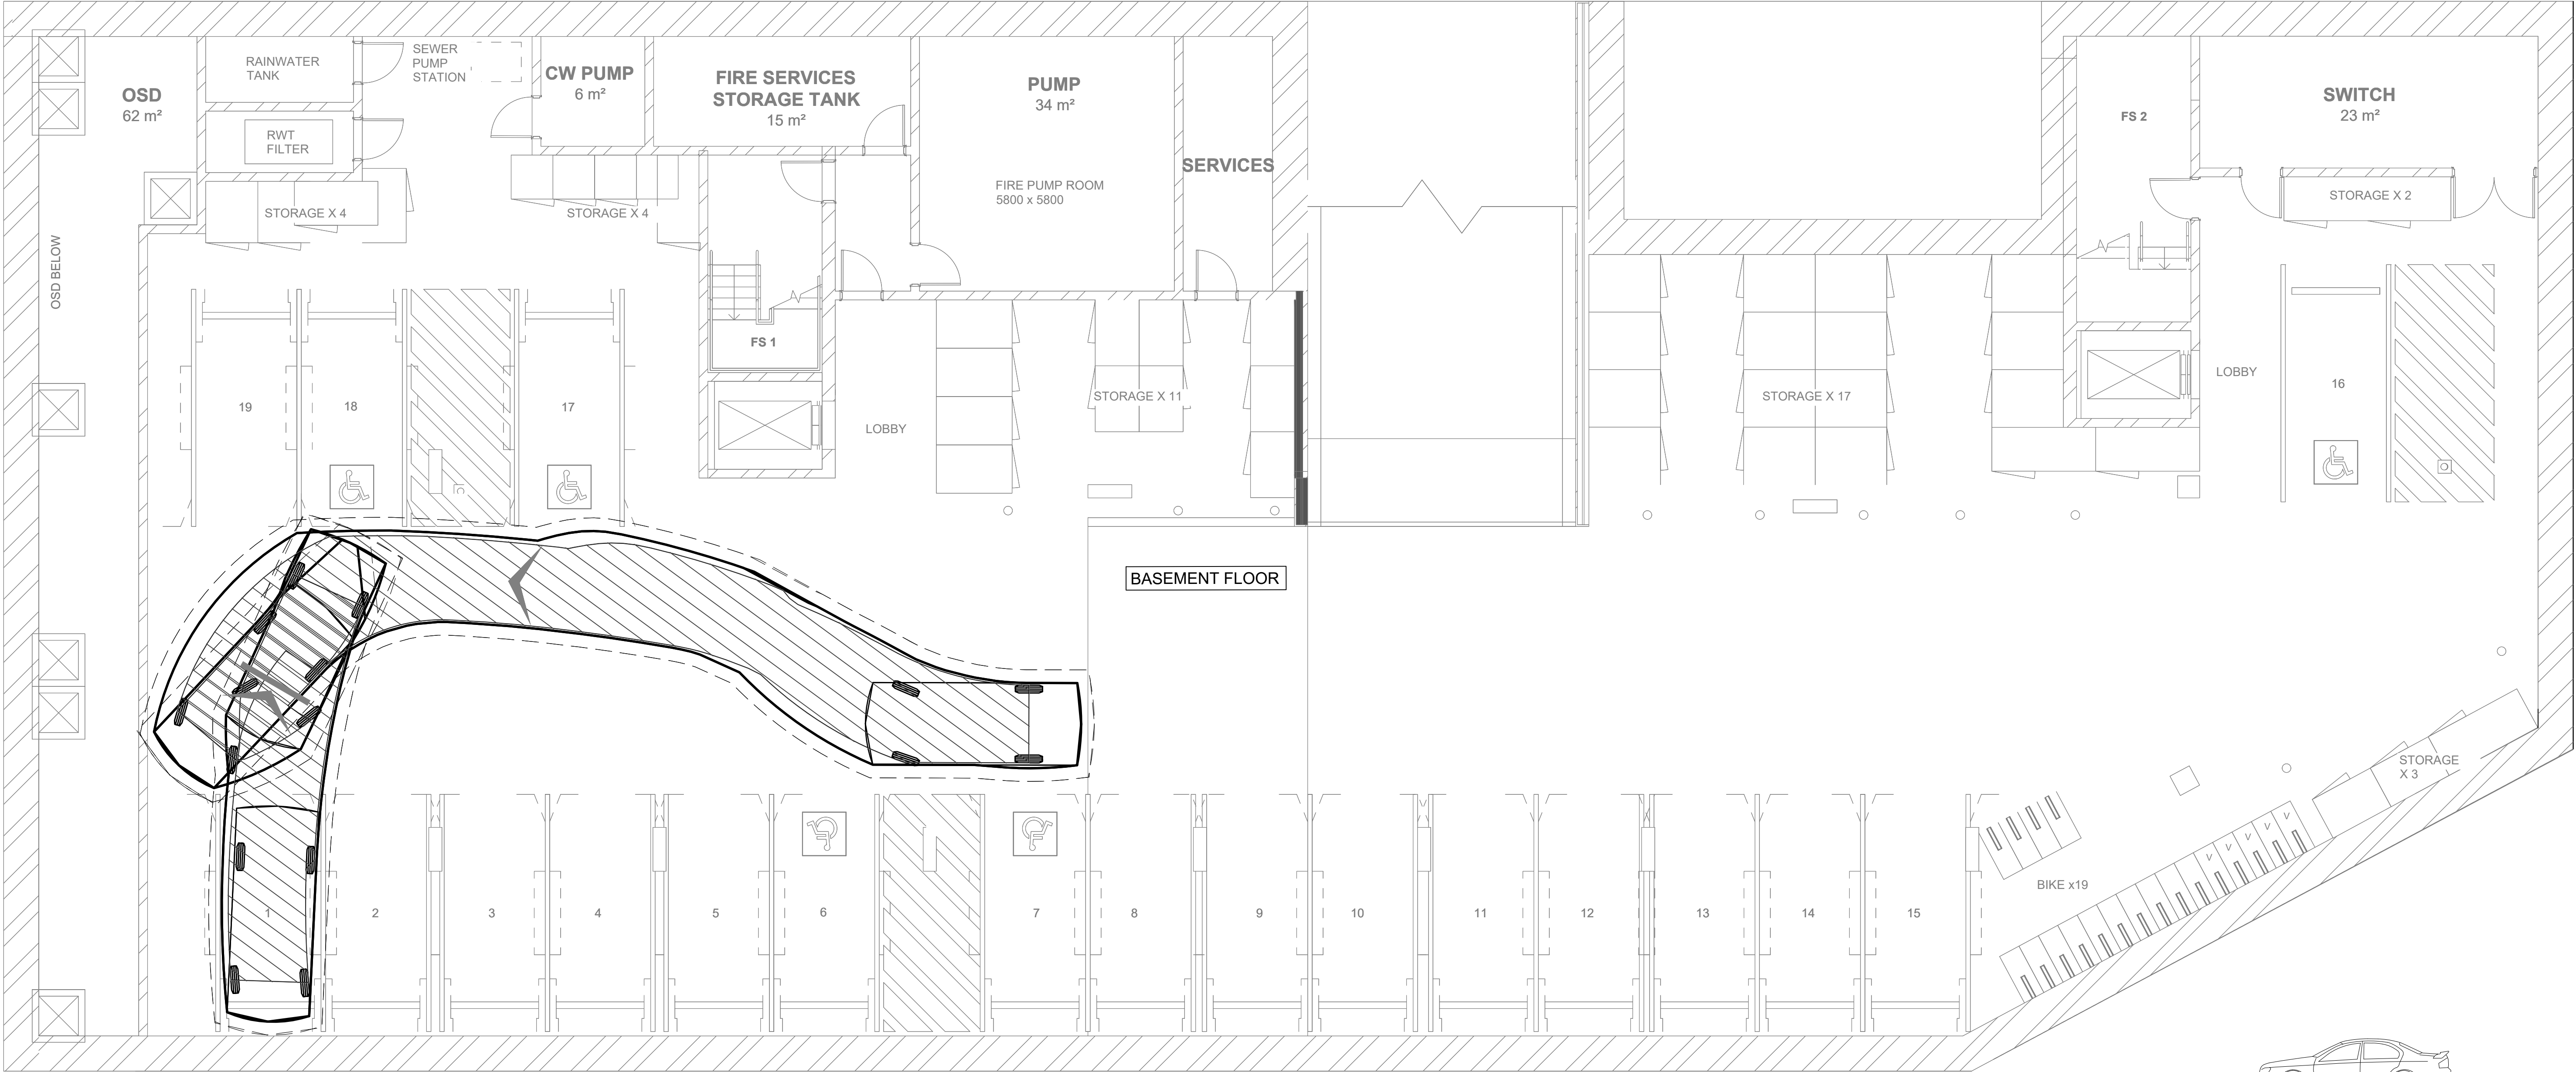 OSD
62 m²
RAINWATER
TANK
RWT
FILTER
SEWER
PUMP
STATION
CW PUMP
6 m²
FIRE SERVICES
STORAGE TANK
15 m²
PUMP
34 m²
FIRE PUMP ROOM
5800 x 5800
SERVICES
FS 2
SWITCH
23 m²
STORAGE X 2
STORAGE X 4
STORAGE X 4
OSD BELOW
FS 1
LOBBY
STORAGE X 11
STORAGE X 17
LOBBY
19
18
17
16
BASEMENT FLOOR
STORAGE
X 3
BIKE x19
1
2
3
4
5
6
7
8
9
10
11
12
13
14
15